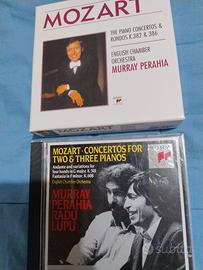 MOZART
THE PIANO CONCERTOS &
RONDOS K.382 & 386
ENGLISH CHAMBER
ORCHESTRA
MURRAY PERAHIA
MOZART: CONCERTOS FOR
TWO & THREE PIANOS
Andante and variations for
four hands in G major, K. 501
Fantasia in F minor, K. 608
English Chamber Orchestra
MURRAY
PERAHIA
RADU
LUPU
Subito